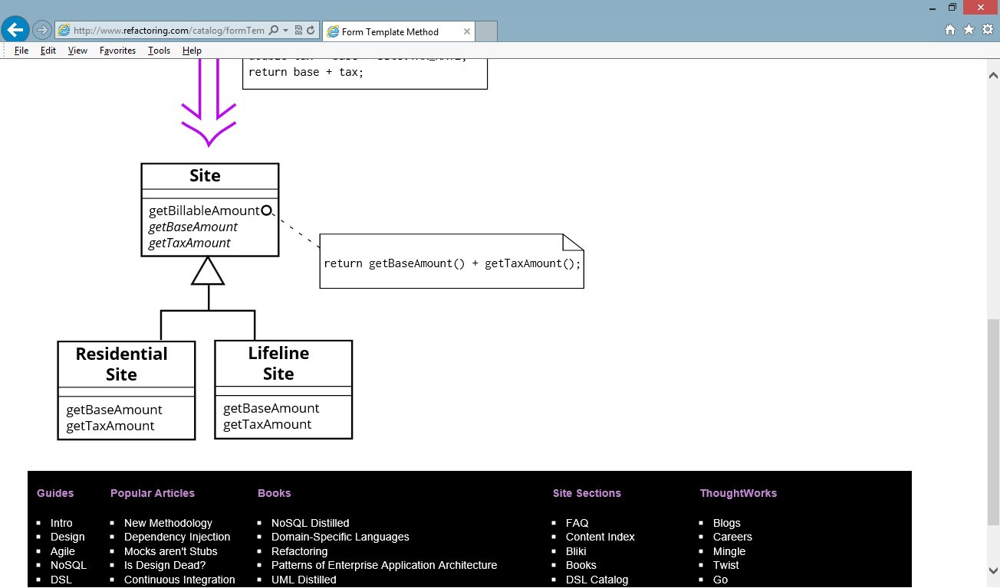 http://www.refactoring.com/catalog/formTem
Form Template Method
File Edit View Favorites Tools Help
return base + tax;
Site
getBillableAmount
getBaseAmount
getTaxAmount
return getBaseAmount() + getTaxAmount();
Residential
Site
getBaseAmount
getTaxAmount
Lifeline
Site
getBaseAmount
getTaxAmount
Guides
Intro
Design
Agile
NoSQL
DSL
Popular Articles
New Methodology
Dependency Injection
Mocks aren't Stubs
Is Design Dead?
Continuous Integration
Books
NoSQL Distilled
Domain-Specific Languages
Refactoring
Patterns of Enterprise Application Architecture
UML Distilled
Site Sections
FAQ
Content Index
Bliki
Books
DSL Catalog
ThoughtWorks
Blogs
Careers
Mingle
Twist
Go